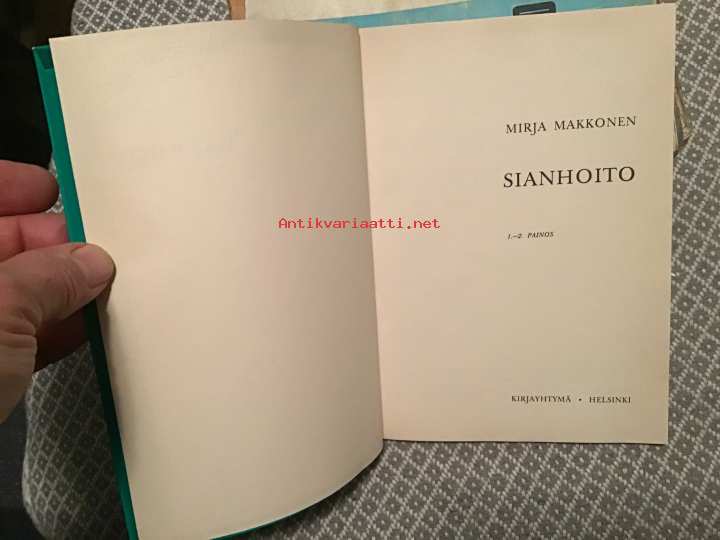 MIRJA MAKKONEN
SIANHOITO
Antikvariaatti.net
1.—2. PAINOS
KIRJAYHTYMÄ • HELSINKI